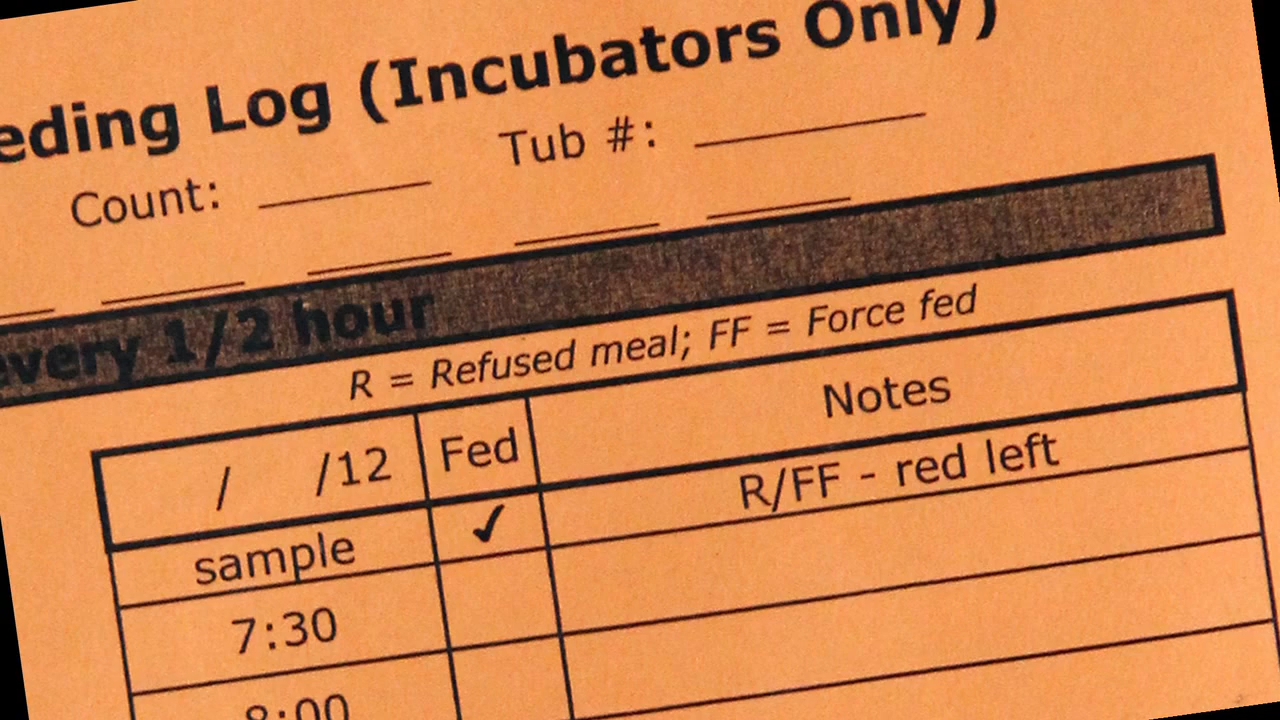 eding Log (Incubators Only)
Count: Tub #:
every 1/2 hour
R = Refused meal; FF = Force fed
/ /12 Fed Notes
sample ✓ R/FF - red left
7:30
8:00